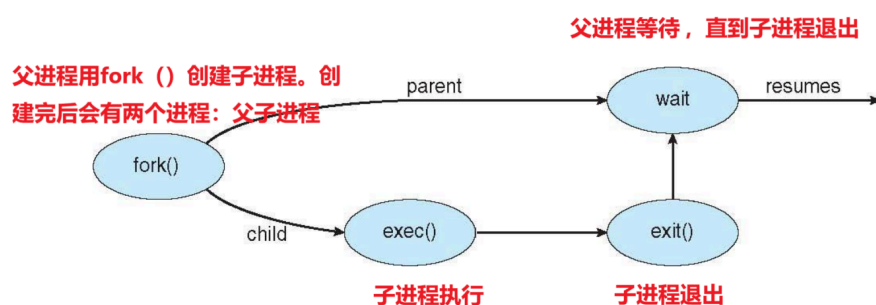 父进程等待，直到子进程退出
父进程用fork（）创建子进程。创
建完后会有两个进程：父子进程
parent
wait
resumes
fork()
child
exec()
exit()
子进程执行
子进程退出